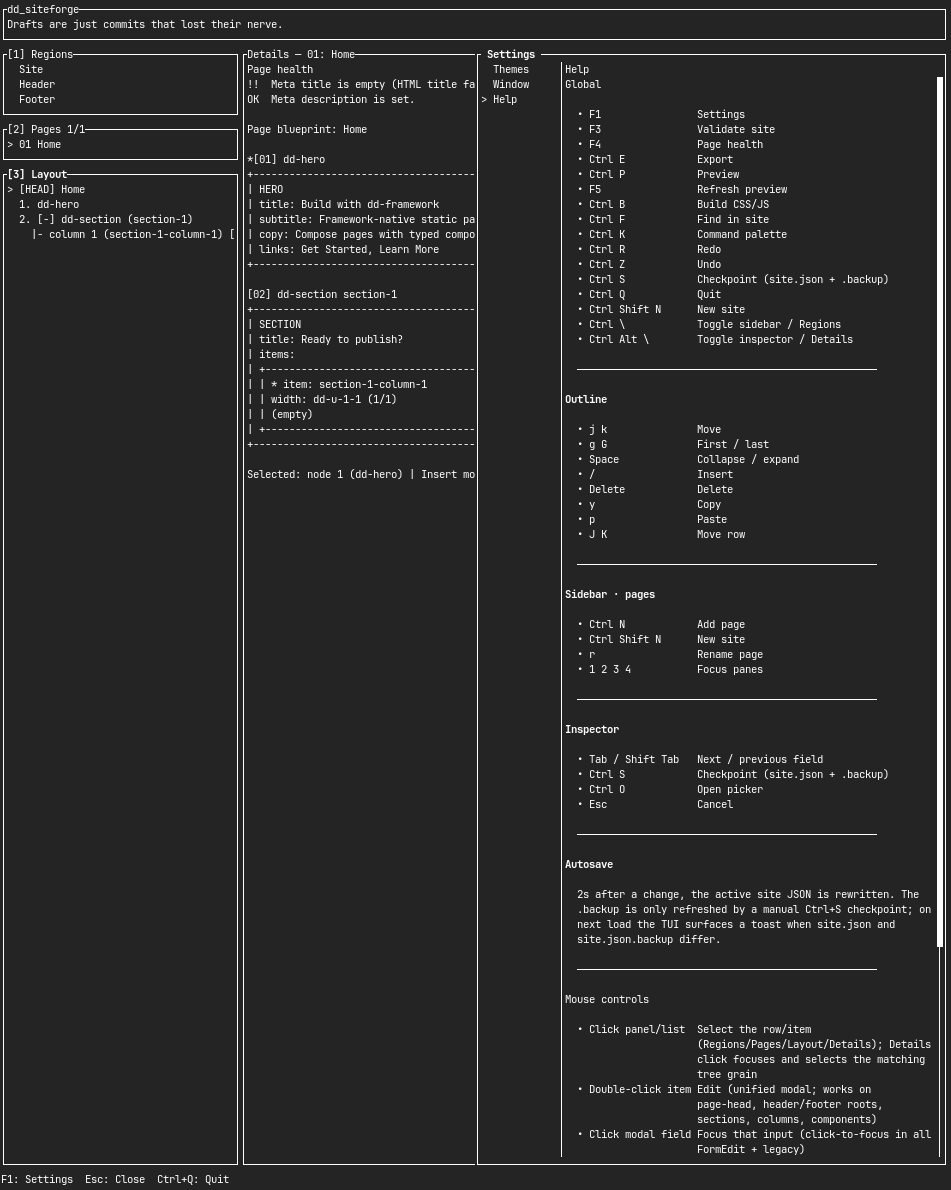 dd_siteforge
Drafts are just commits that lost their nerve.
[1] Regions
Site
Header
Footer
[2] Pages 1/1
> 01 Home
[3] Layout
> [HEAD] Home
1. dd-hero
2. [-] dd-section (section-1)
|- column 1 (section-1-column-1) [
Details — 01: Home
Page health
!!  Meta title is empty (HTML title fa
OK  Meta description is set.
Page blueprint: Home
*[01] dd-hero
+--------------------------------------
| HERO
| title: Build with dd-framework
| subtitle: Framework-native static pa
| copy: Compose pages with typed compo
| links: Get Started, Learn More
+--------------------------------------
[02] dd-section section-1
+--------------------------------------
| SECTION
| title: Ready to publish?
| items:
| +------------------------------------
| | * item: section-1-column-1
| | width: dd-u-1-1 (1/1)
| | (empty)
| +------------------------------------
+--------------------------------------
Selected: node 1 (dd-hero) | Insert mo
Settings
Themes
Window
> Help
Help
Global
• F1 Settings
• F3 Validate site
• F4 Page health
• Ctrl E Export
• Ctrl P Preview
• F5 Refresh preview
• Ctrl B Build CSS/JS
• Ctrl F Find in site
• Ctrl K Command palette
• Ctrl R Redo
• Ctrl Z Undo
• Ctrl S Checkpoint (site.json + .backup)
• Ctrl Q Quit
• Ctrl Shift N New site
• Ctrl \ Toggle sidebar / Regions
• Ctrl Alt \ Toggle inspector / Details
Outline
• j k Move
• g G First / last
• Space Collapse / expand
• / Insert
• Delete Delete
• y Copy
• p Paste
• J K Move row
Sidebar · pages
• Ctrl N Add page
• Ctrl Shift N New site
• r Rename page
• 1 2 3 4 Focus panes
Inspector
• Tab / Shift Tab Next / previous field
• Ctrl S Checkpoint (site.json + .backup)
• Ctrl O Open picker
• Esc Cancel
Autosave
2s after a change, the active site JSON is rewritten. The
.backup is only refreshed by a manual Ctrl+S checkpoint; on
next load the TUI surfaces a toast when site.json and
site.json.backup differ.
Mouse controls
• Click panel/list Select the row/item
(Regions/Pages/Layout/Details); Details
click focuses and selects the matching
tree grain
• Double-click item Edit (unified modal; works on
page-head, header/footer roots,
sections, columns, components)
• Click modal field Focus that input (click-to-focus in all
FormEdit + legacy)
F1: Settings  Esc: Close  Ctrl+Q: Quit